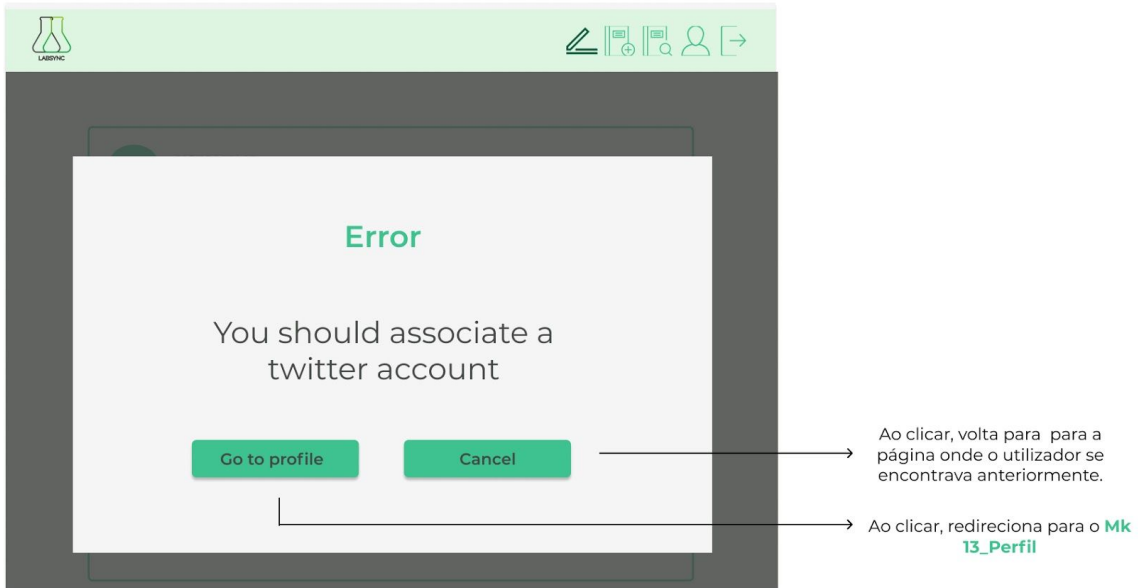 LABSYNC
Error
You should associate a
twitter account
Go to profile
Cancel
Ao clicar, volta para para a
página onde o utilizador se
encontrava anteriormente.
Ao clicar, redireciona para o Mk
13_Perfil